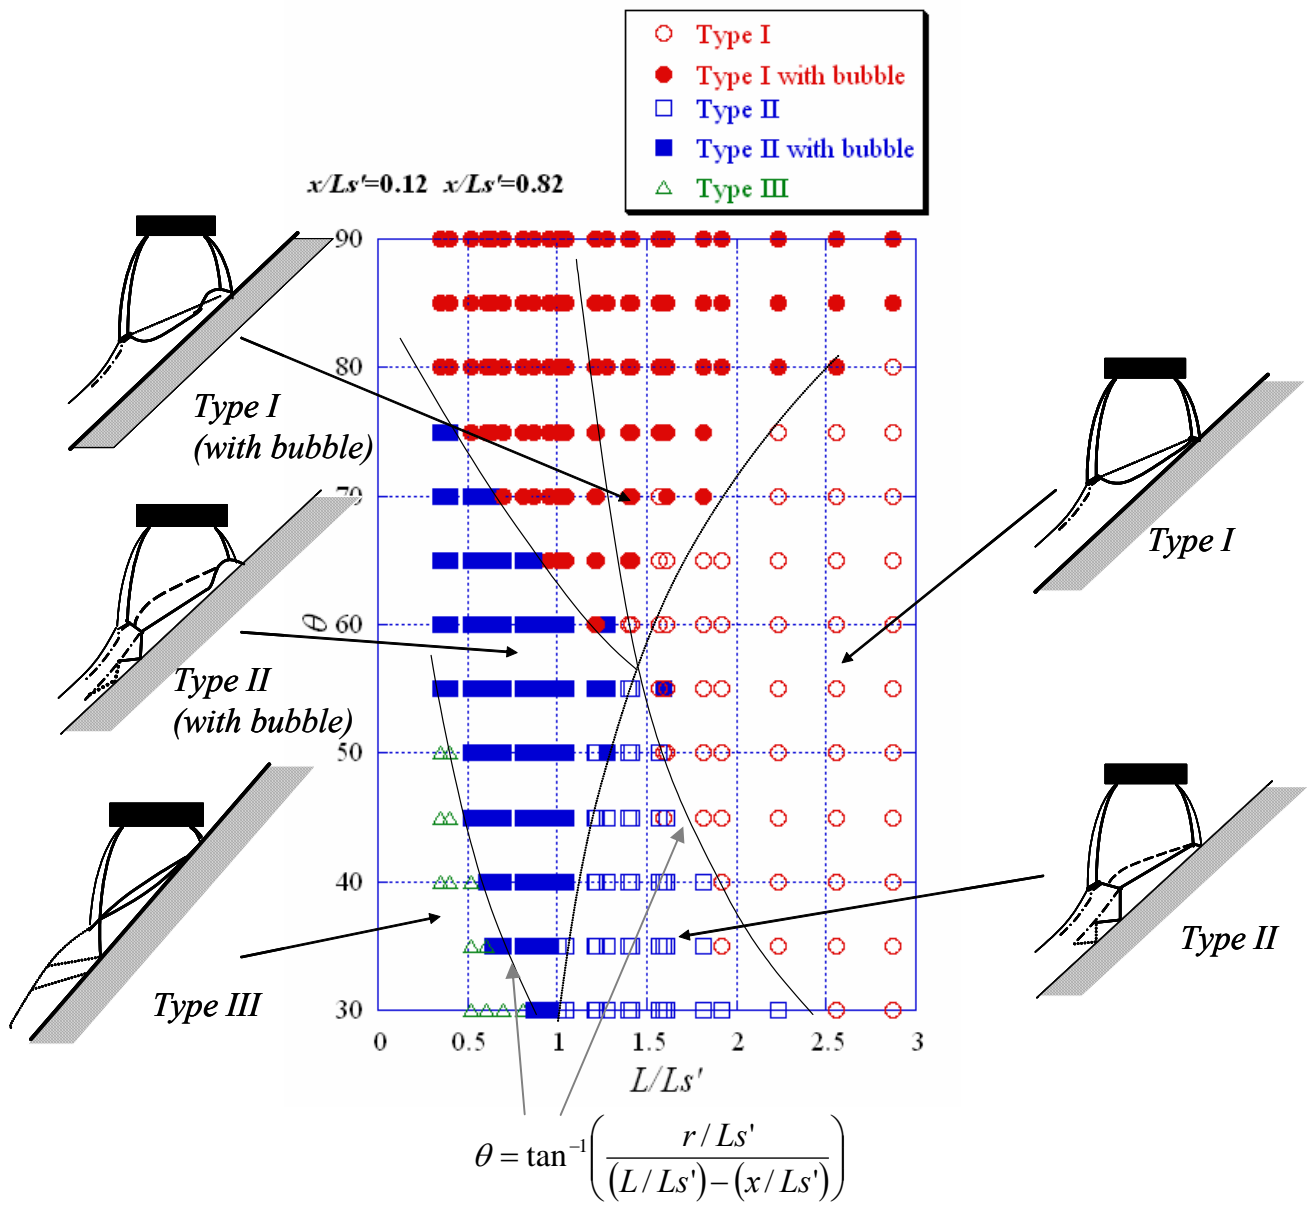 Type I
Type I with bubble
Type II
Type II with bubble
Type III
x/Ls'=0.12 x/Ls'=0.82
90
80
70
60
50
40
30
θ
0
0.5
1
1.5
2
2.5
3
L/Ls'
Type I
(with bubble)
Type II
(with bubble)
Type III
Type I
Type II
θ = tan⁻¹( r / Ls' / (L / Ls') − (x / Ls') )